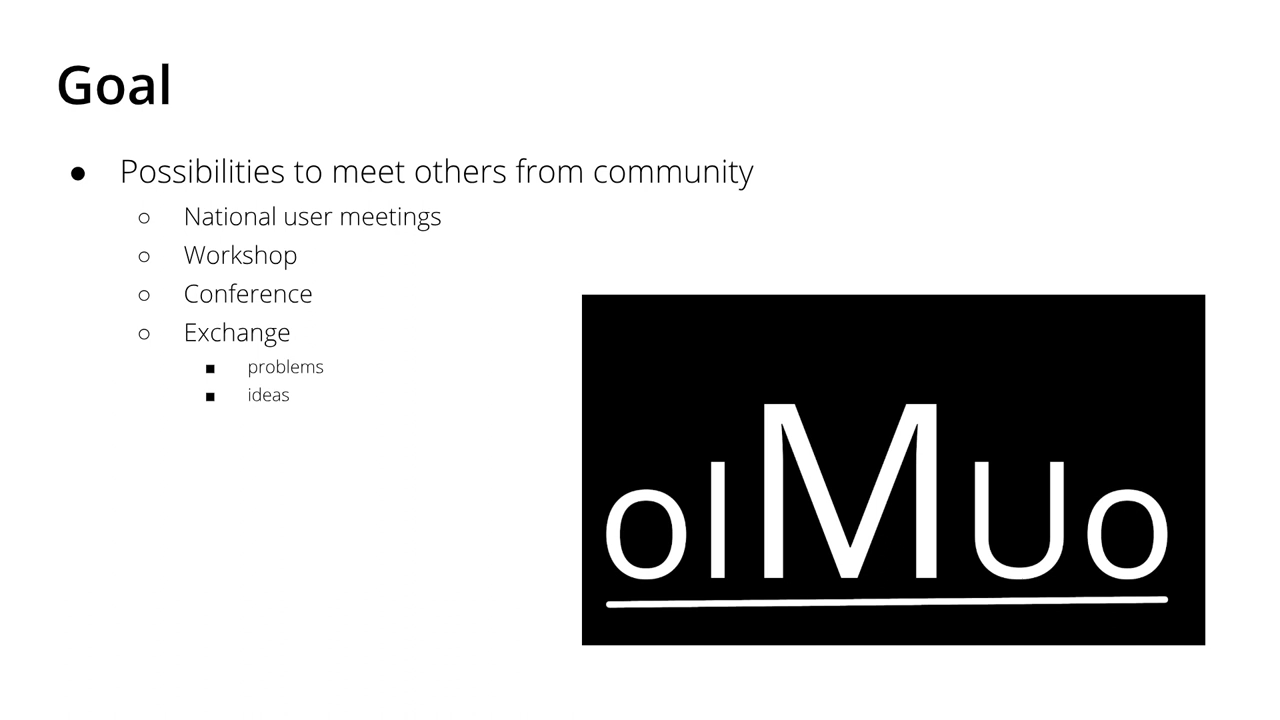 Goal
● Possibilities to meet others from community
○ National user meetings
○ Workshop
○ Conference
○ Exchange
■ problems
■ ideas
oIMUo